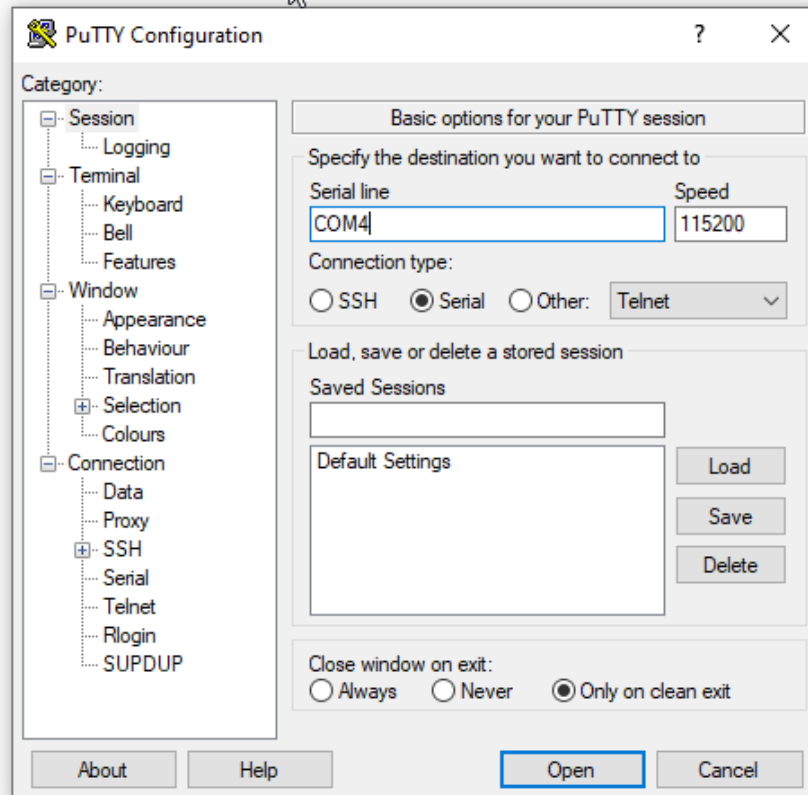 PuTTY Configuration
?
Category:
Session
Logging
Terminal
Keyboard
Bell
Features
Window
Appearance
Behaviour
Translation
Selection
Colours
Connection
Data
Proxy
SSH
Serial
Telnet
Rlogin
SUPDUP
Basic options for your PuTTY session
Specify the destination you want to connect to
Serial line Speed
COM4 115200
Connection type:
SSH Serial Other: Telnet
Load, save or delete a stored session
Saved Sessions
Default Settings
Load
Save
Delete
Close window on exit:
Always Never Only on clean exit
About Help Open Cancel